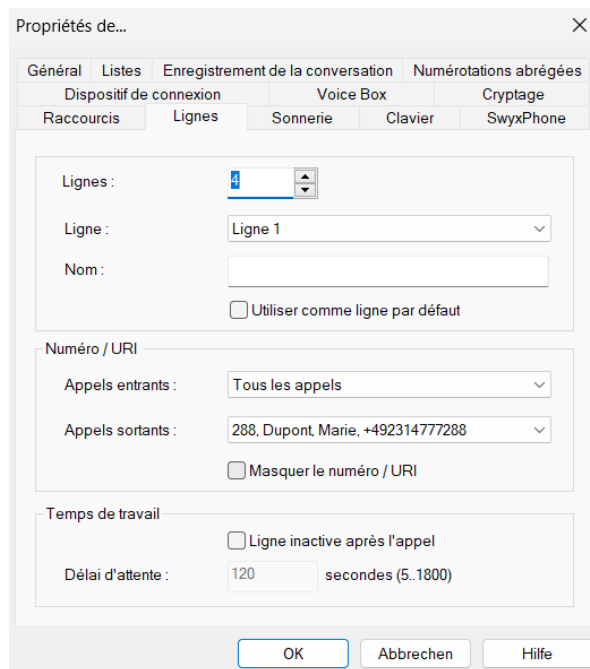 Propriétés de...
Général Listes Enregistrement de la conversation Numérotations abrégées
Dispositif de connexion Voice Box Cryptage
Raccourcis Lignes Sonnerie Clavier SwyxPhone
Lignes : 4
Ligne : Ligne 1
Nom :
Utiliser comme ligne par défaut
Numéro / URI
Appels entrants : Tous les appels
Appels sortants : 288, Dupont, Marie, +492314777288
Masquer le numéro / URI
Temps de travail
Ligne inactive après l'appel
Délai d'attente : 120 secondes (5..1800)
OK Abbrechen Hilfe